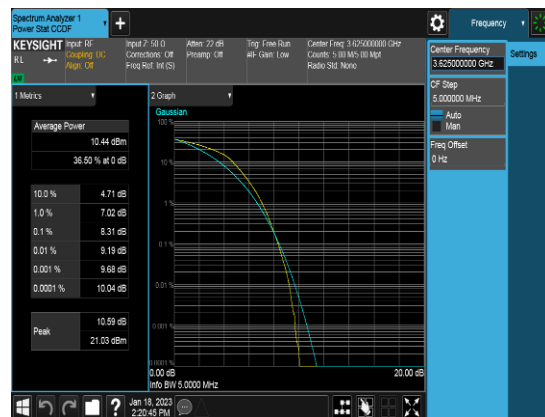 Spectrum Analyzer 1
Power Stat CCDF
+
Frequency
KEYSIGHT
Input: RF
Coupling: DC
Align: Off
Input Z: 50 Ω
Corrections: Off
Freq Ref: Int (S)
Atten: 22 dB
Preamp: Off
Trig: Free Run
#IF Gain: Low
Center Freq: 3.625000000 GHz
Counts: 5.00 M/5.00 Mpt
Radio Std: None
RL
LXI
Center Frequency
3.625000000 GHz
Settings
CF Step
5.000000 MHz
Auto
Man
Freq Offset
0 Hz
1 Metrics
Average Power
10.44 dBm
36.50 % at 0 dB
10.0 % 4.71 dB
1.0 % 7.02 dB
0.1 % 8.31 dB
0.01 % 9.19 dB
0.001 % 9.68 dB
0.0001 % 10.04 dB
Peak
10.59 dB
21.03 dBm
2 Graph
Gaussian
100 %
10 %
1 %
0.1 %
0.01 %
0.001 %
0.0001 %
0.00 dB
20.00 dB
Info BW 5.0000 MHz
?
Jan 18, 2023
2:20:45 PM